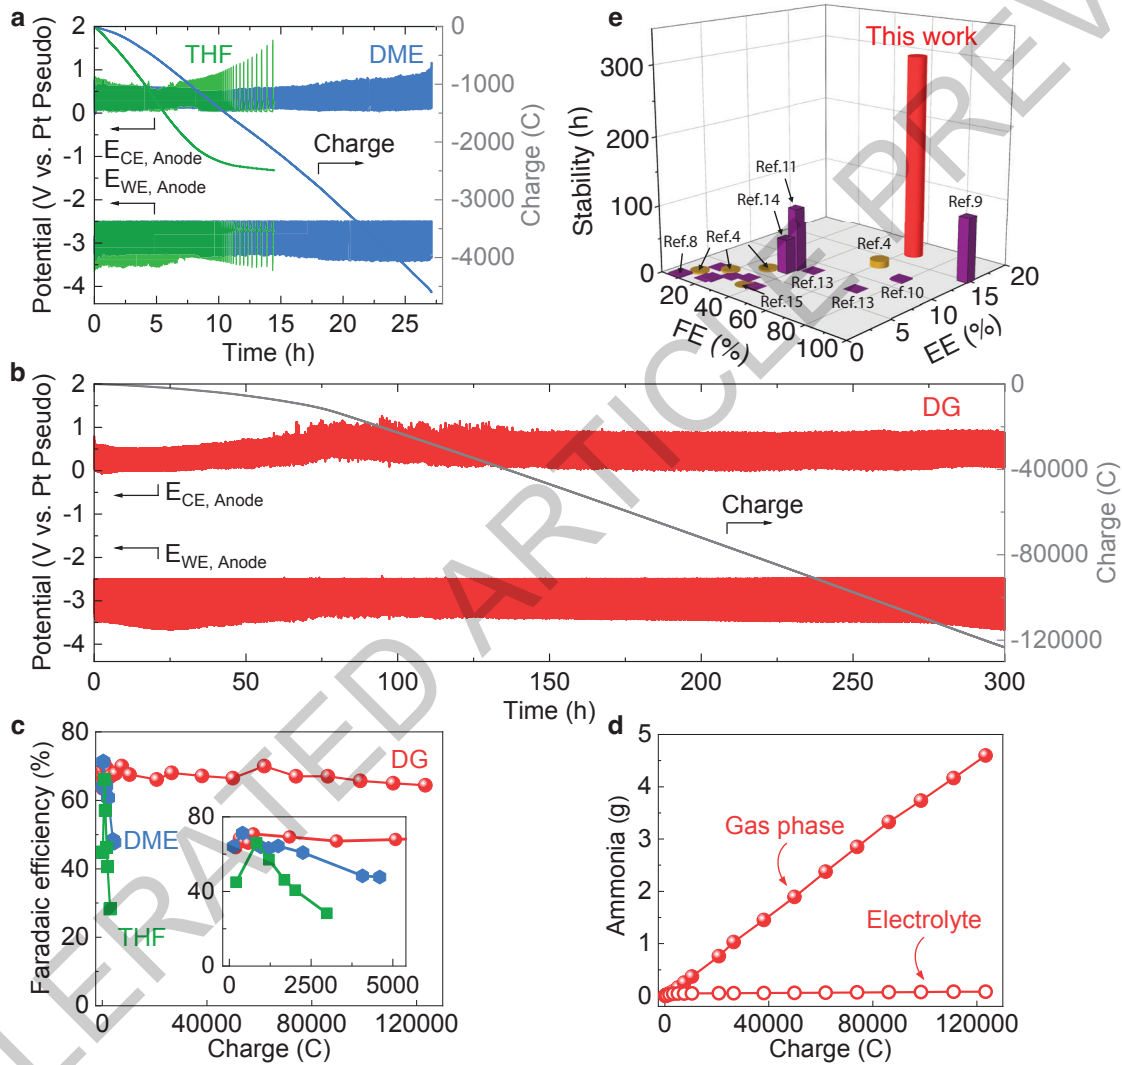 a
2
1
0
-1
-2
-3
-4
Potential (V vs. Pt Pseudo)
THF
DME
E CE, Anode
E WE, Anode
Charge
0
-1000
-2000
-3000
-4000
Charge (C)
0 5 10 15 20 25
Time (h)
e
This work
300
200
100
0
Stability (h)
Ref.11
Ref.14
Ref.9
Ref.8
Ref.4
Ref.4
Ref.13
Ref.10
Ref.13
Ref.15
20 40 60 80 100
FE (%)
0 5 10 15 20
EE (%)
b
2
1
0
-1
-2
-3
-4
Potential (V vs. Pt Pseudo)
DG
E CE, Anode
E WE, Anode
Charge
0
-40000
-80000
-120000
Charge (C)
0 50 100 150 200 250 300
Time (h)
c
80
60
40
20
0
Faradaic efficiency (%)
DG
DME
THF
80
40
0
0 2500 5000
0 40000 80000 120000
Charge (C)
d
5
4
3
2
1
0
Ammonia (g)
Gas phase
Electrolyte
0 40000 80000 120000
Charge (C)
LERATED ARTICLE PREV